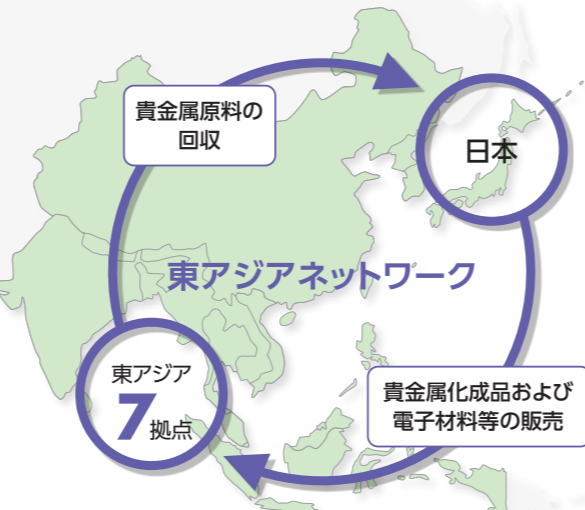 貴金属原料の
回収
日本
東アジアネットワーク
東アジア
7拠点
貴金属化成品および
電子材料等の販売